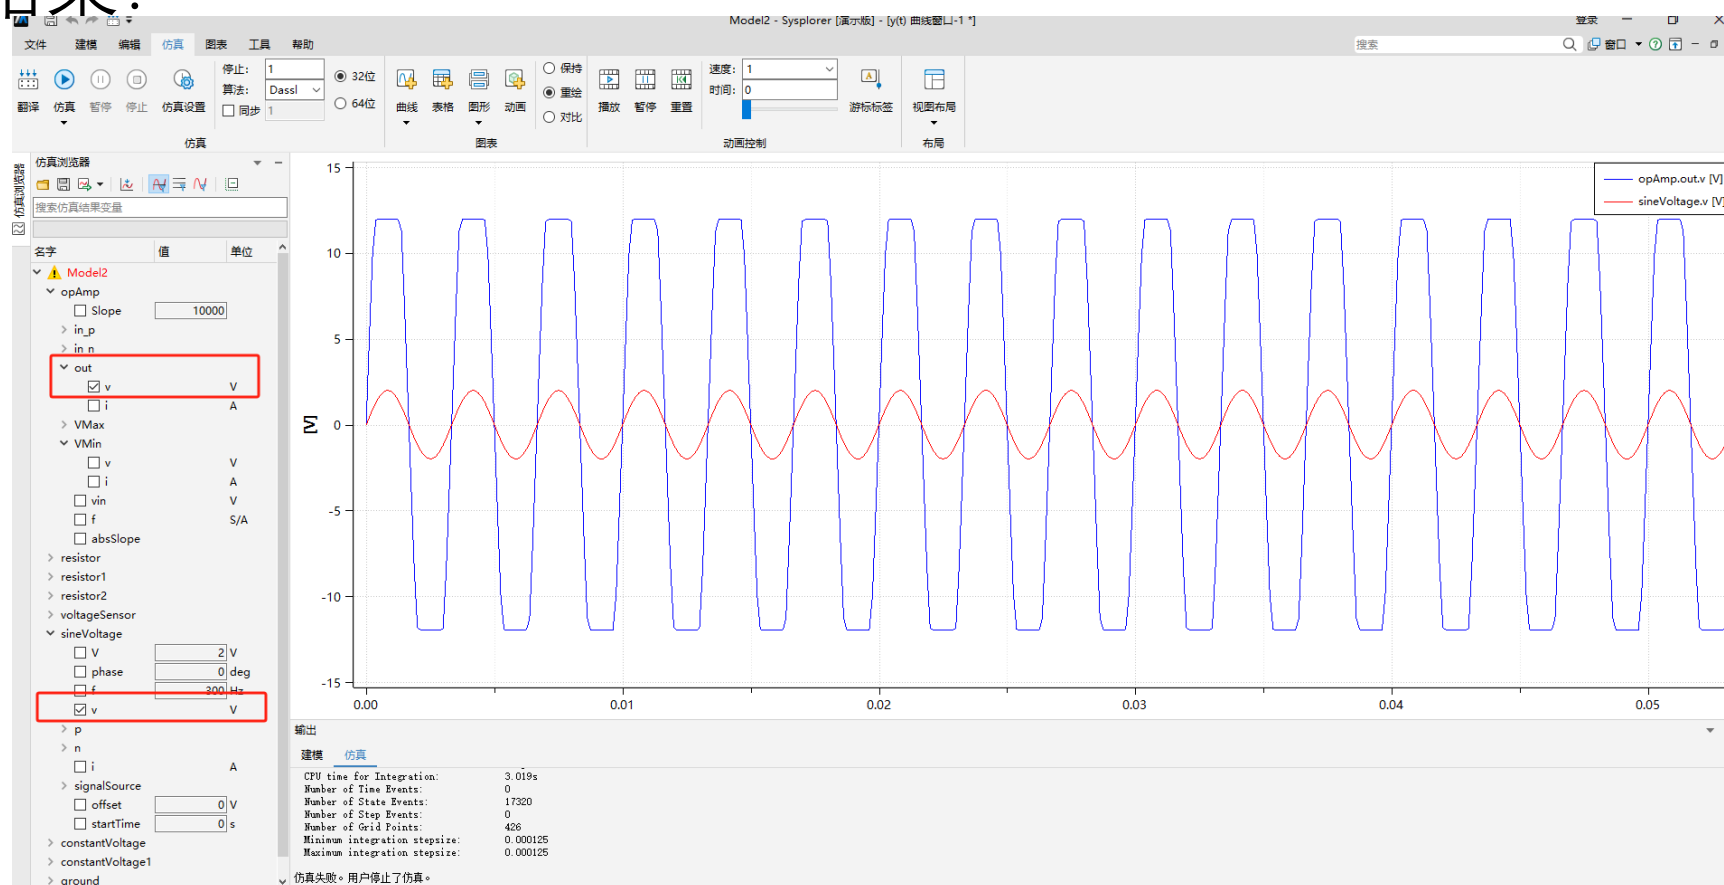 结果：
Model2 - Sysplorer [演示版] - [y(t) 曲线窗口-1 *]
登录
文件 建模 编辑 仿真 图表 工具 帮助
搜索
窗口
停止: 1
算法: Dassl
同步 1
32位
64位
翻译 仿真 暂停 停止 仿真设置
仿真
曲线 表格 图形 动画
保持
重绘
对比
图表
播放 暂停 重置
速度: 1
时间: 0
游标标签
动画控制
视图布局
布局
仿真浏览器
仿真浏览器
搜索仿真结果变量
名字 值 单位
Model2
opAmp
Slope 10000
in_p
in_n
out
v V
i A
VMax
VMin
v V
i A
vin V
f S/A
absSlope
resistor
resistor1
resistor2
voltageSensor
sineVoltage
V 2 V
phase 0 deg
f 300 Hz
v V
p
n
i A
signalSource
offset 0 V
startTime 0 s
constantVoltage
constantVoltage1
ground
opAmp.out.v [V]
sineVoltage.v [V]
[V]
15
10
5
0
-5
-10
-15
0.00 0.01 0.02 0.03 0.04 0.05
输出
建模 仿真
CPU time for Integration: 3.019s
Number of Time Events: 0
Number of State Events: 17320
Number of Step Events: 0
Number of Grid Points: 426
Minimum integration stepsize: 0.000125
Maximum integration stepsize: 0.000125
仿真失败。用户停止了仿真。